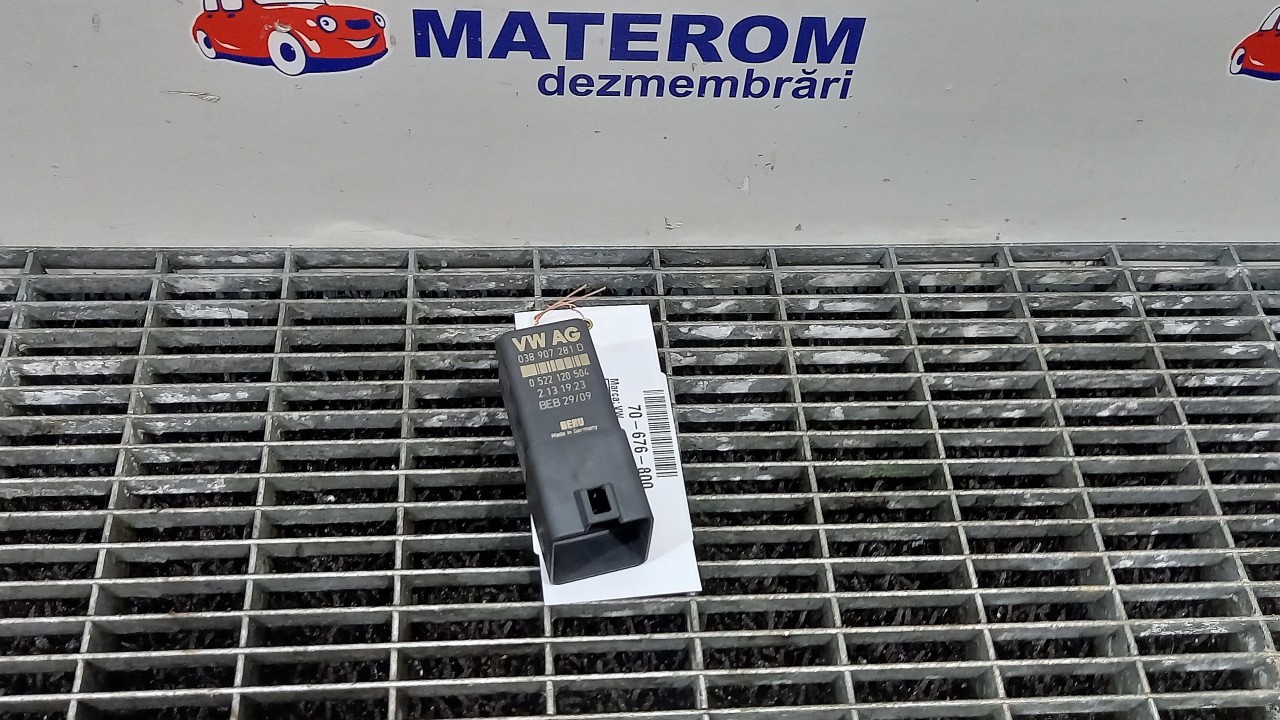 MATEROM
dezmembrări
VW AG
038 907 281 D
0 522 120 504
2.13 19.23
BEB 29/09
BERU
Made in Germany
Marca: VW
70-676-800